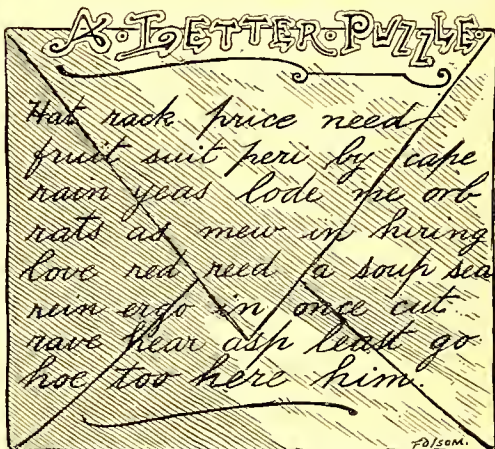 A·LETTER·PUZZLE·
Hat rack price need
fruit suit peri by cape
rain yeas lode me orb
rats as mew in hiring
love red reed a soup sea
rein ergo in once cut
rave hear asp least go
hoe too here him.
FOLSOM.